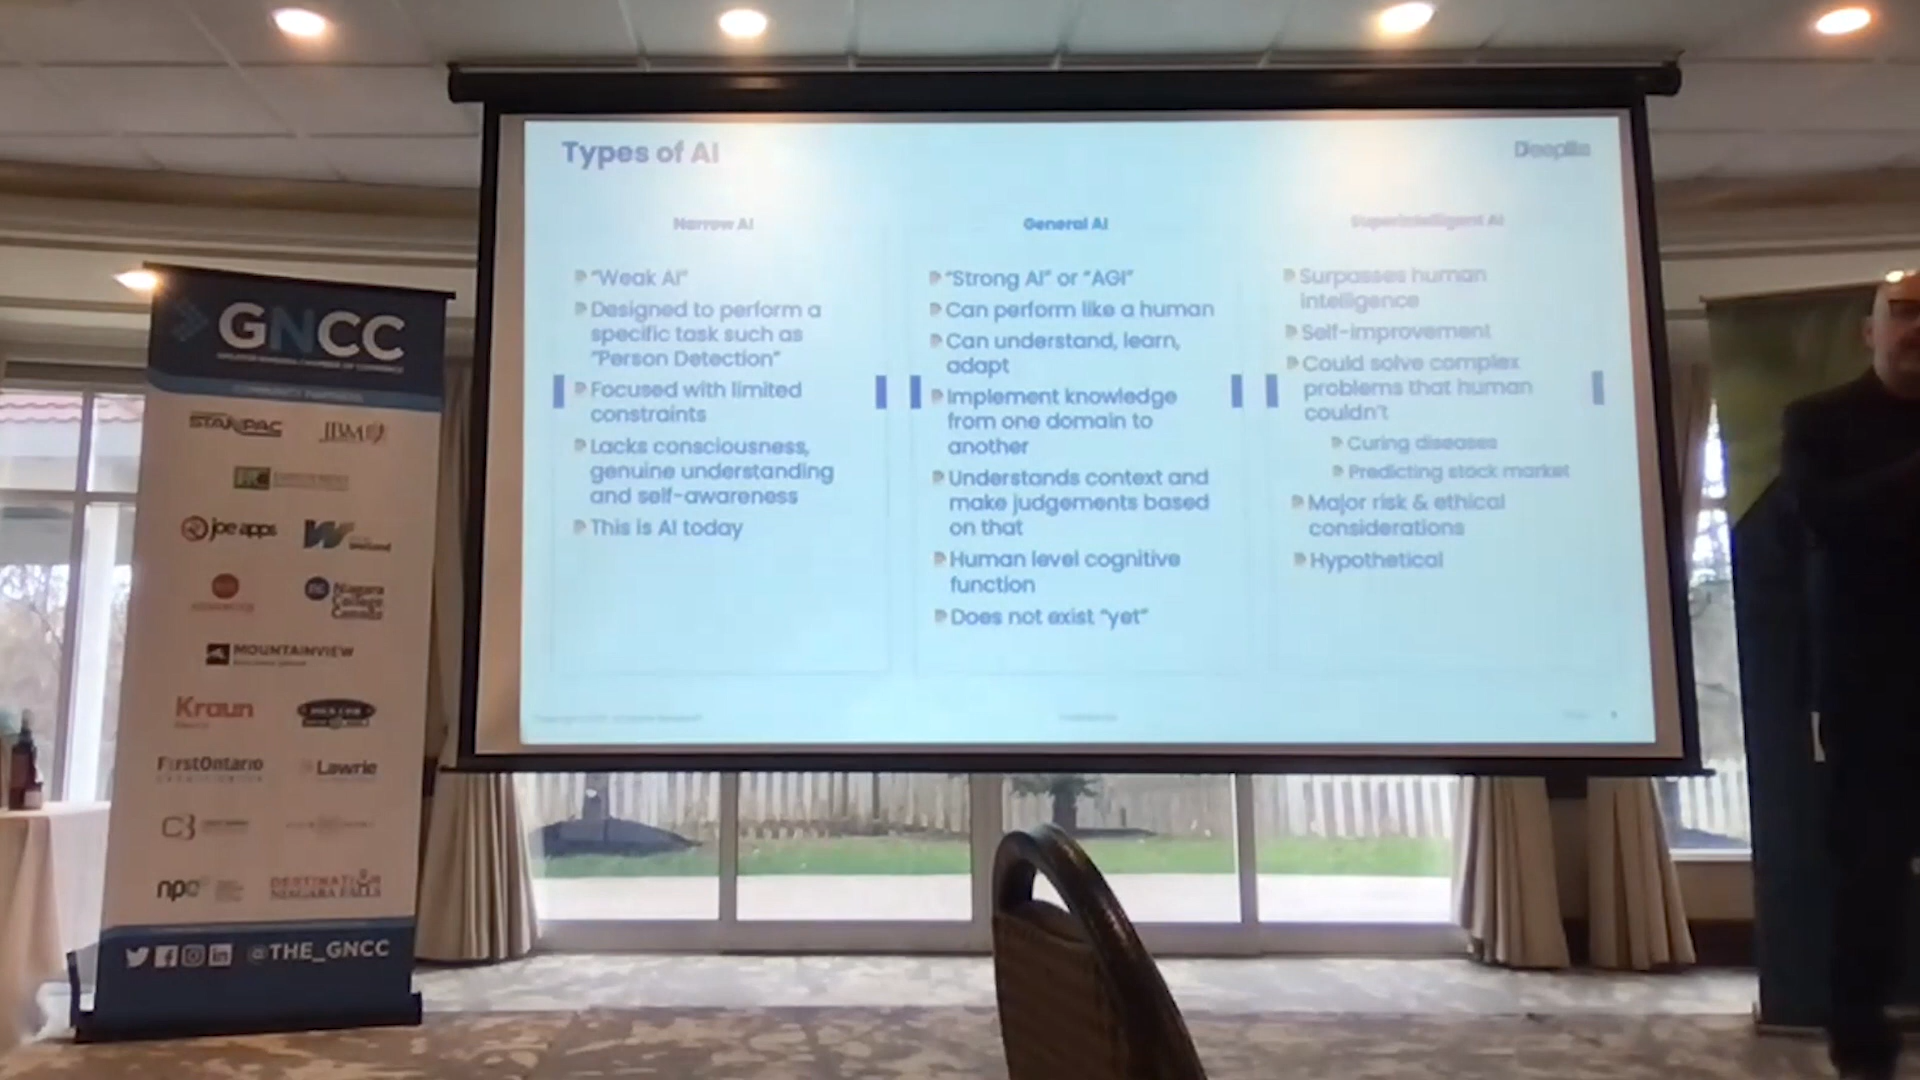 Types of AI
Deeplite
Narrow AI
"Weak AI"
Designed to perform a
specific task such as
"Person Detection"
Focused with limited
constraints
Lacks consciousness,
genuine understanding
and self-awareness
This is AI today
General AI
"Strong AI" or "AGI"
Can perform like a human
Can understand, learn,
adapt
Implement knowledge
from one domain to
another
Understands context and
make judgements based
on that
Human level cognitive
function
Does not exist "yet"
Superintelligent AI
Surpasses human
intelligence
Self-improvement
Could solve complex
problems that human
couldn't
Curing diseases
Predicting stock market
Major risk & ethical
considerations
Hypothetical
GNCC
STANPAC
joe apps
Niagara
College
Canada
MOUNTAINVIEW
Kraun
FirstOntario
Lawrie
npe
DESTINATION
NIAGARA FALLS
@THE_GNCC